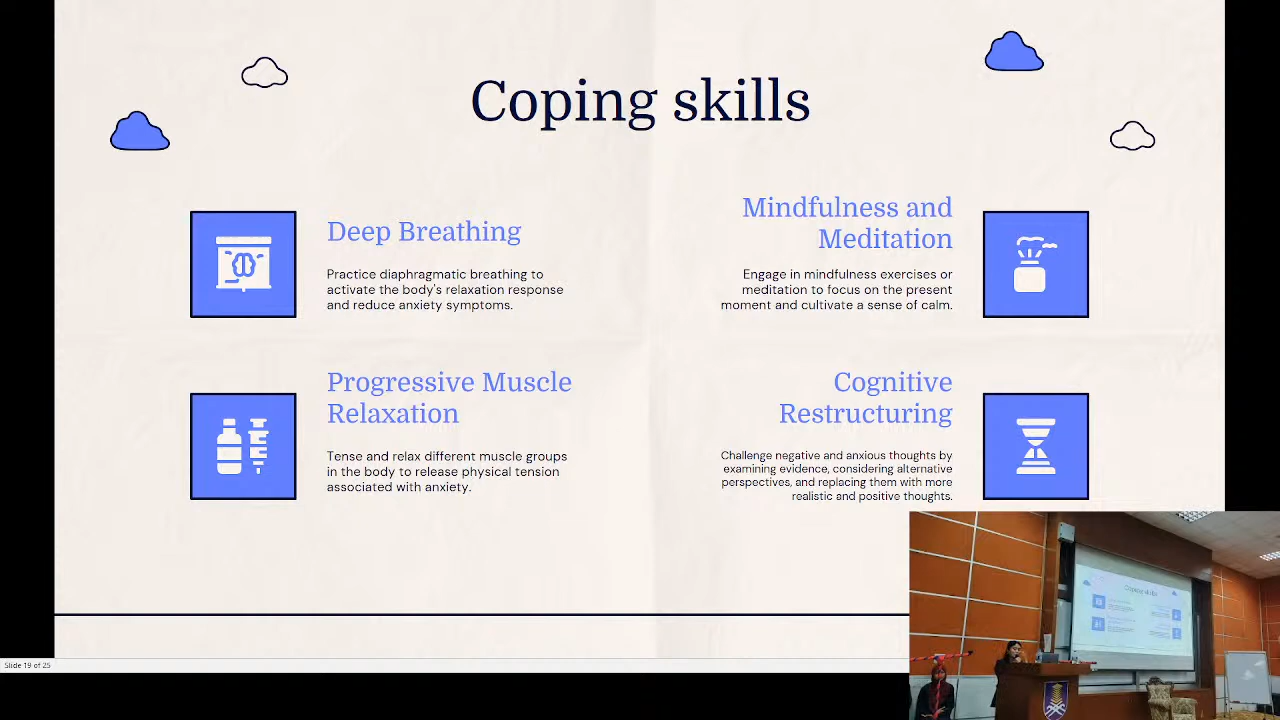 Coping skills
Deep Breathing
Practice diaphragmatic breathing to
activate the body's relaxation response
and reduce anxiety symptoms.
Mindfulness and
Meditation
Engage in mindfulness exercises or
meditation to focus on the present
moment and cultivate a sense of calm.
Progressive Muscle
Relaxation
Tense and relax different muscle groups
in the body to release physical tension
associated with anxiety.
Cognitive
Restructuring
Challenge negative and anxious thoughts by
examining evidence, considering alternative
perspectives, and replacing them with more
realistic and positive thoughts.
Slide 19 of 25
Coping skills